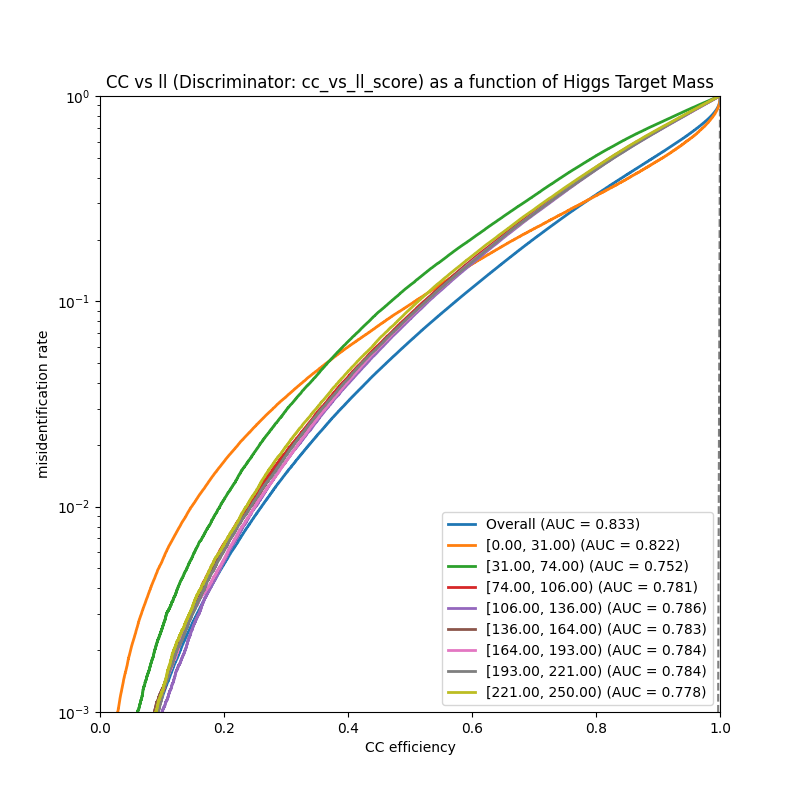 CC vs ll (Discriminator: cc_vs_ll_score) as a function of Higgs Target Mass
10⁰
10⁻¹
10⁻²
10⁻³
misidentification rate
Overall (AUC = 0.833)
[0.00, 31.00) (AUC = 0.822)
[31.00, 74.00) (AUC = 0.752)
[74.00, 106.00) (AUC = 0.781)
[106.00, 136.00) (AUC = 0.786)
[136.00, 164.00) (AUC = 0.783)
[164.00, 193.00) (AUC = 0.784)
[193.00, 221.00) (AUC = 0.784)
[221.00, 250.00) (AUC = 0.778)
0.0 0.2 0.4 0.6 0.8 1.0
CC efficiency